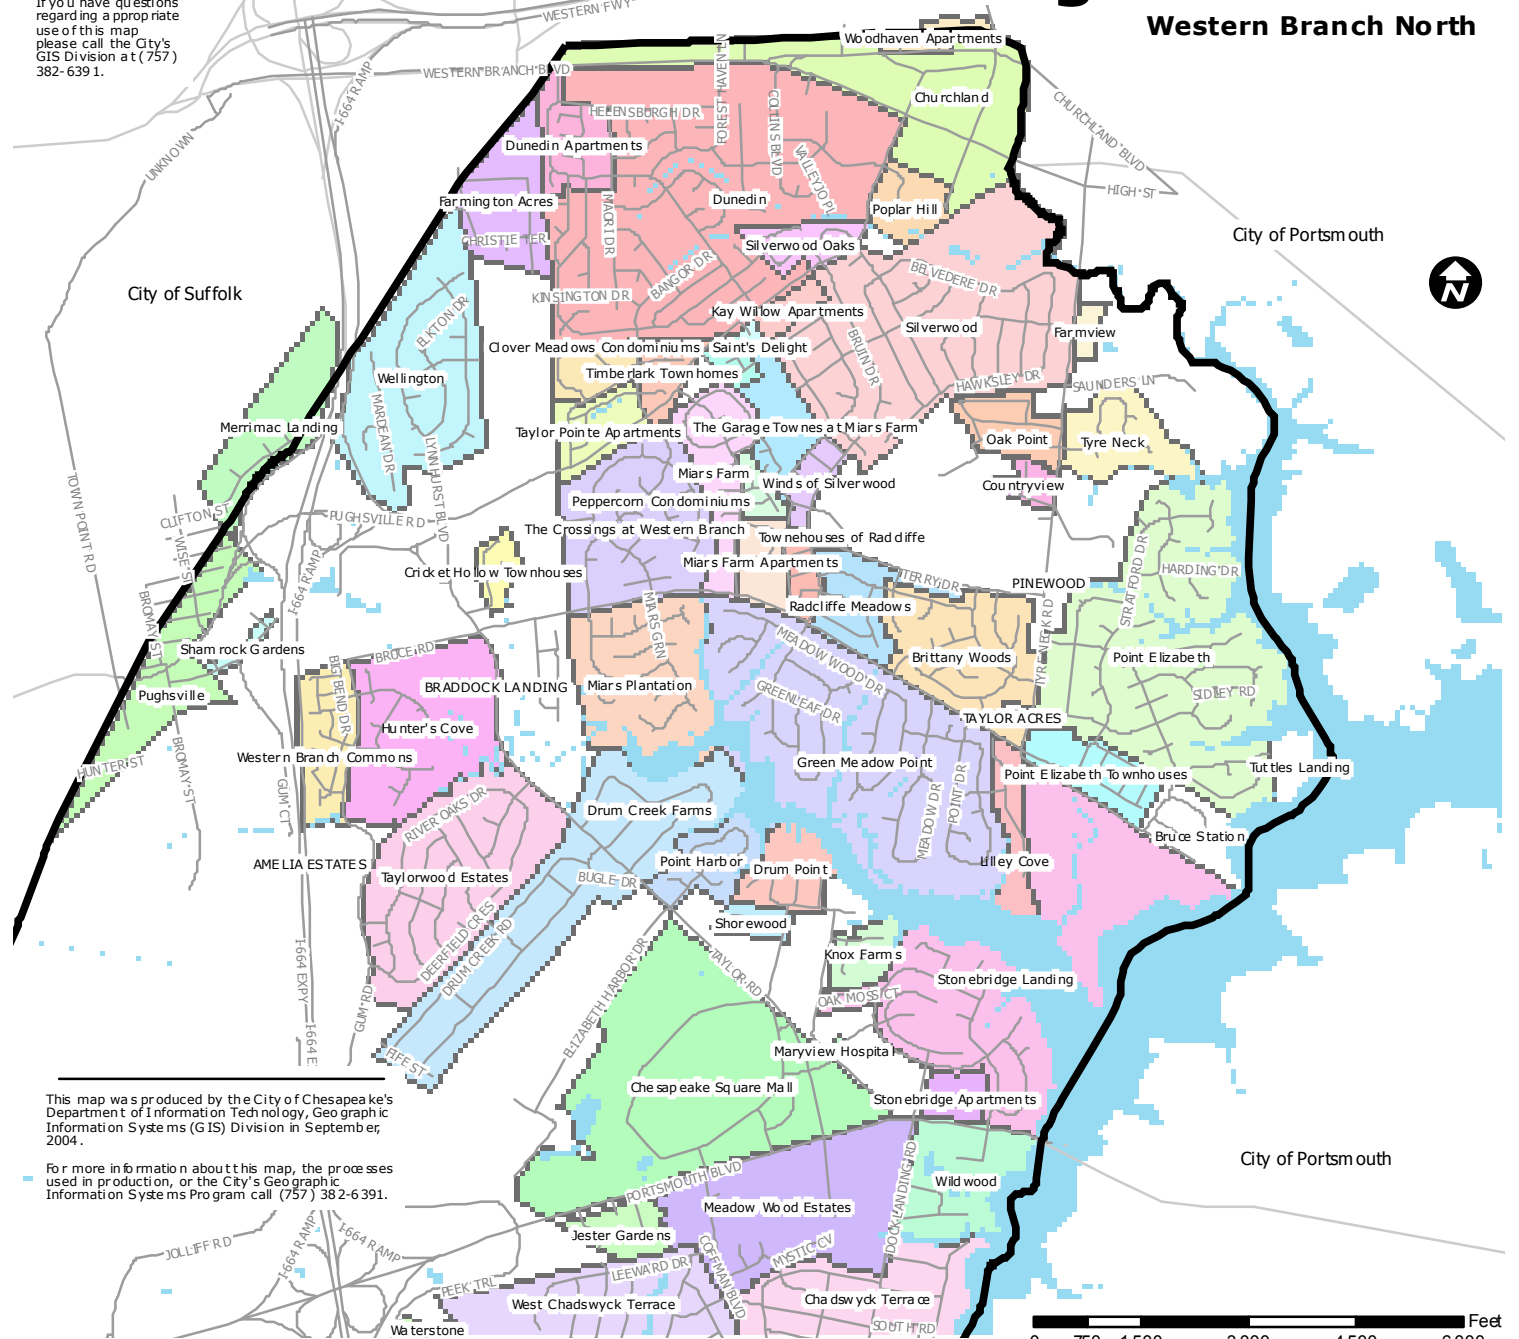 If you have questions
regarding appropriate
use of this map
please call the City's
GIS Division at (757)
382-6391.
Western Branch North
WESTERN FWY
Woodhaven Apartments
WESTERN BRANCH BLVD
I-664 RAMP
FOREST HAVEN LN
Churchland
CHURCHLAND BLVD
HELENSBURGH DR
COLLINS BLVD
UNKNOWN
Dunedin Apartments
VALLEYJO PL
HIGH ST
Farmington Acres
Dunedin
Poplar Hill
MACRI DR
City of Portsmouth
CHRISTIE TER
Silverwood Oaks
BANGOR DR
BELVEDERE DR
N
City of Suffolk
KINSINGTON DR
ELKTON DR
Kay Willow Apartments
Silverwood
Farmview
Clover Meadows Condominiums
Saint's Delight
BRUIN DR
Timberlark Townhomes
Wellington
HAWKSLEY DR
SAUNDERS LN
MARDEAN DR
Merrimac Landing
Taylor Pointe Apartments
The Garage Townes at Miars Farm
Oak Point
Tyre Neck
LYNNHURST BLVD
Miars Farm
Winds of Silverwood
Countryview
TOWN POINT RD
Peppercorn Condominiums
CLIFTON ST
PUGHSVILLE RD
The Crossings at Western Branch
Townehouses of Radcliffe
WISE ST
STRATFORD DR
Miars Farm Apartments
HARDING DR
Cricket Hollow Townhouses
TERRY DR
PINEWOOD
I-664 RAMP
BROMAY ST
Radcliffe Meadows
MIARS GRN
TYRE NECK RD
Shamrock Gardens
BRUCE RD
MEADOW WOOD DR
Brittany Woods
Point Elizabeth
BIG BEND DR
Pughsville
BRADDOCK LANDING
Miars Plantation
GREENLEAF DR
SIDLEY RD
Hunter's Cove
TAYLOR ACRES
Western Branch Commons
Green Meadow Point
HUNTER ST
BROMAY ST
Point Elizabeth Townhouses
Tuttles Landing
GUM CT
RIVER OAKS DR
Drum Creek Farms
MEADOW DR
POINT DR
Bruce Station
AMELIA ESTATES
Point Harbor
Drum Point
Lilley Cove
Taylorwood Estates
BUGLE DR
Shorewood
DEERFIELD CRES
DRUM CREEK RD
Knox Farms
ELIZABETH HARBOR DR
TAYLOR RD
Stonebridge Landing
I-664 EXPY
GUM RD
OAK MOSS CT
I-664 E
FIFE ST
Maryview Hospital
Chesapeake Square Mall
Stonebridge Apartments
This map was produced by the City of Chesapeake's
Department of Information Technology, Geographic
Information Systems (GIS) Division in September,
2004.
For more information about this map, the processes
used in production, or the City's Geographic
Information Systems Program call (757) 382-6391.
City of Portsmouth
PORTSMOUTH BLVD
DOCK LANDING RD
Wildwood
Meadow Wood Estates
Jester Gardens
JOLLIFF RD
I-664 RAMP
I-664 RAMP
COFFMAN BLVD
MYSTIC CV
LEEWARD DR
PEEK TRL
West Chadswyck Terrace
Chadswyck Terrace
SOUTH RD
Waterstone
Feet
0 750 1,500 3,000 4,500 6,000